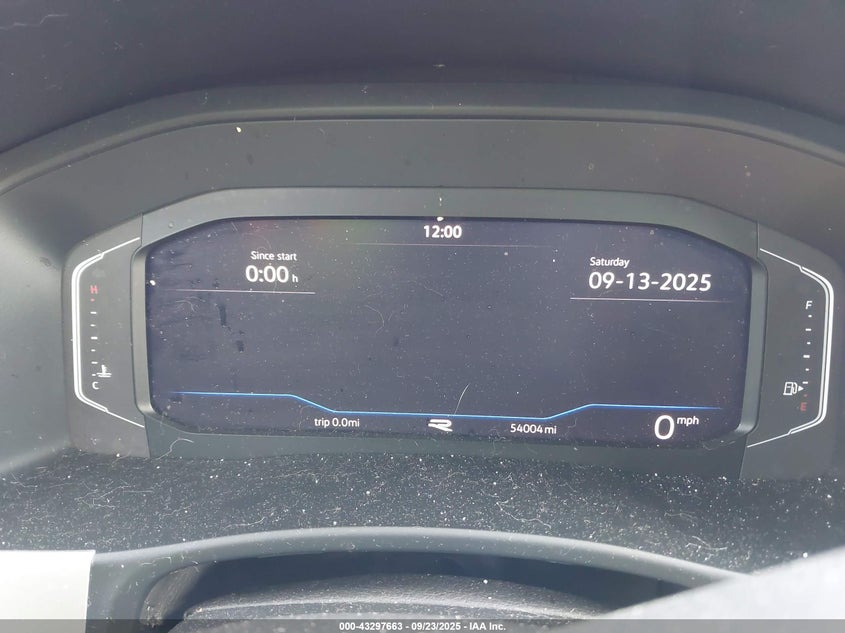 12:00
Since start
0:00 h
Saturday
09-13-2025
H
C
F
E
trip 0.0mi
R
54004 mi
0 mph
000-43297663 - 09/23/2025 - IAA Inc.